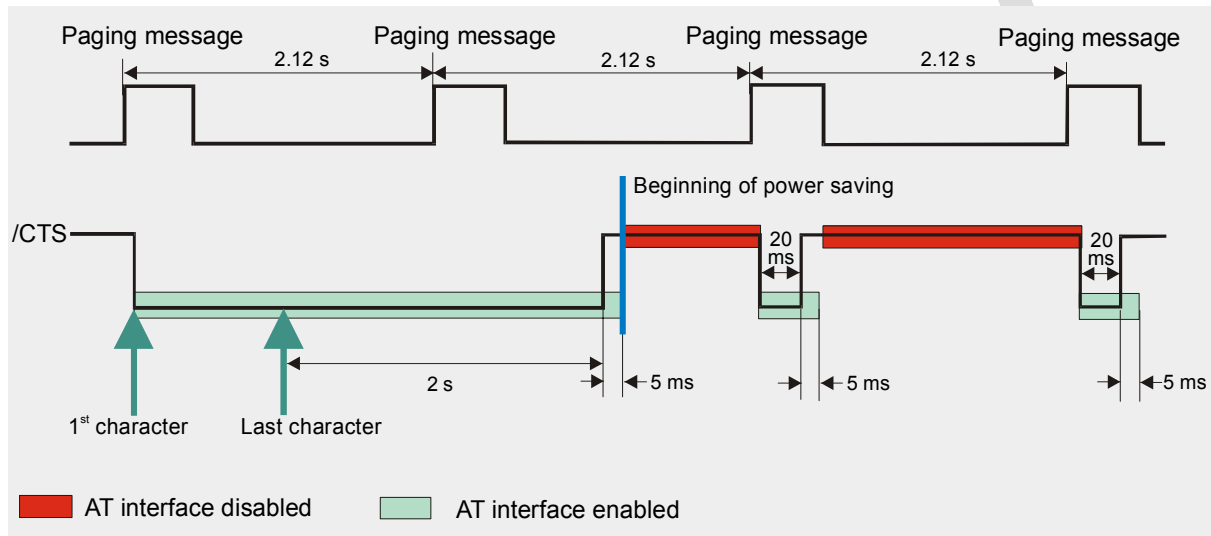 Paging message Paging message Paging message Paging message
2.12 s 2.12 s 2.12 s
Beginning of power saving
/CTS
20
ms
20
ms
2 s
5 ms
5 ms
5 ms
1st character
Last character
AT interface disabled
AT interface enabled